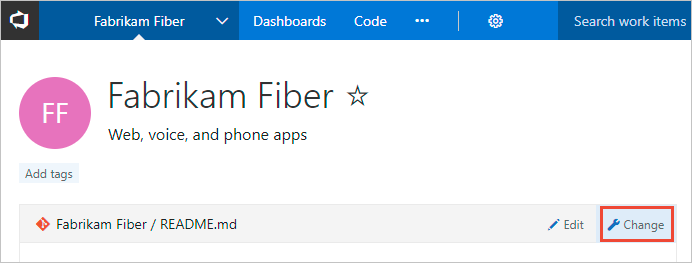 Fabrikam Fiber Dashboards Code ··· Search work items
FF
Fabrikam Fiber
Web, voice, and phone apps
Add tags
Fabrikam Fiber / README.md Edit Change